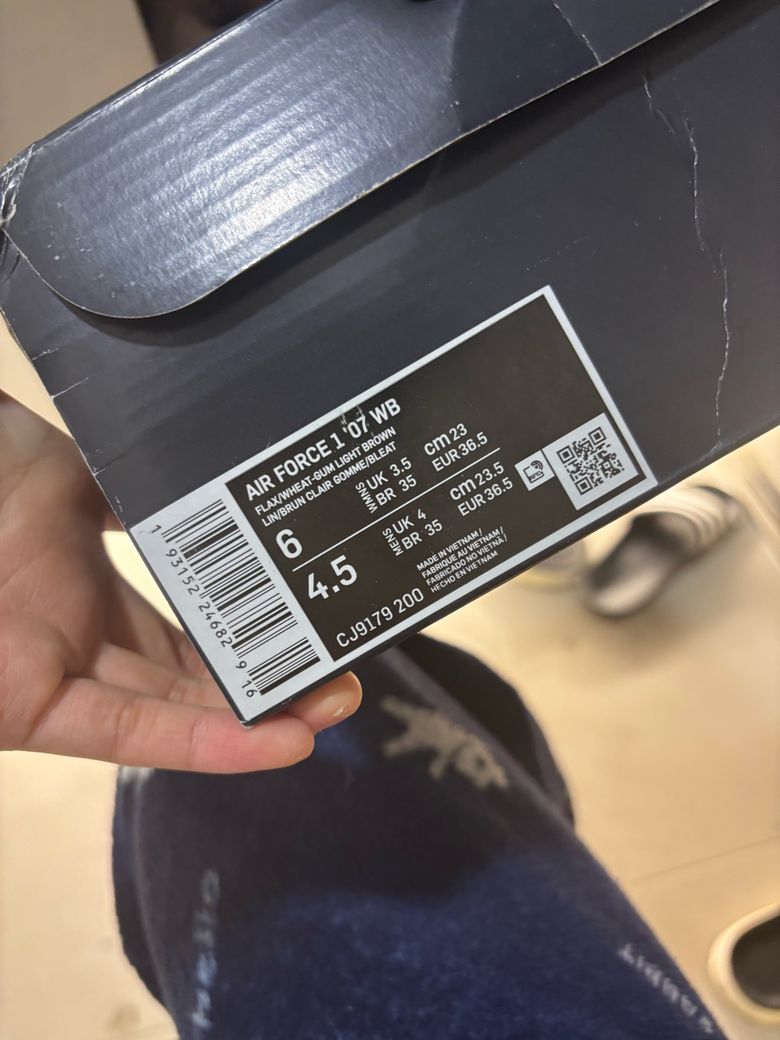 AIR FORCE 1 '07 WB
FLAX/WHEAT-GUM LIGHT BROWN
LIN/BRUN CLAIR GOMME/BLEAT
6
WMNS UK 3.5 cm 23
BR 35 EUR 36.5
4.5
MENS UK 4 cm 23.5
BR 35 EUR 36.5
CJ9179 200
MADE IN VIETNAM/
FABRIQUE AU VIETNAM/
FABRICADO NO VIETNÃ/
HECHO EN VIETNAM
1 93152 24682 9 16